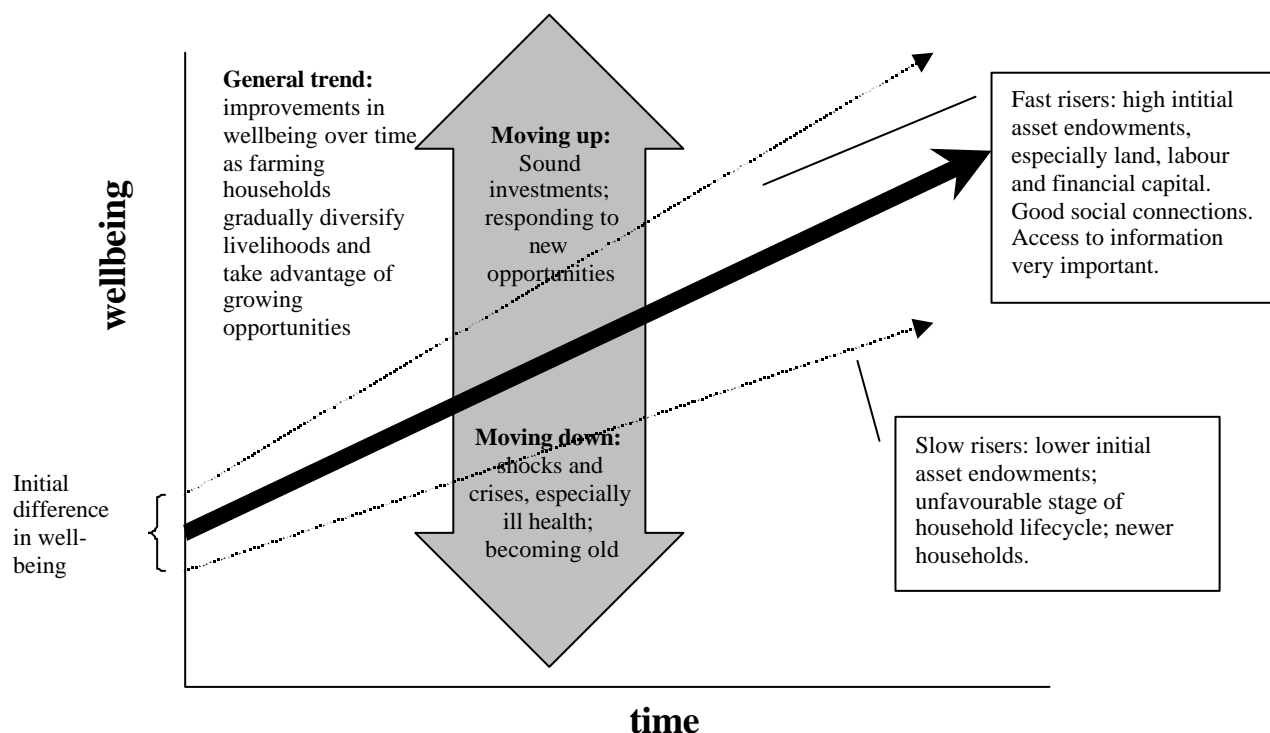 General trend:
improvements in
wellbeing over time
as farming
households
gradually diversify
livelihoods and
take advantage of
growing
opportunities
Moving up:
Sound
investments;
responding to
new
opportunities
Fast risers: high intitial
asset endowments,
especially land, labour
and financial capital.
Good social connections.
Access to information
very important.
wellbeing
Moving down:
shocks and
crises, especially
ill health;
becoming old
Slow risers: lower initial
asset endowments;
unfavourable stage of
household lifecycle; newer
households.
Initial
difference
in well-
being
time